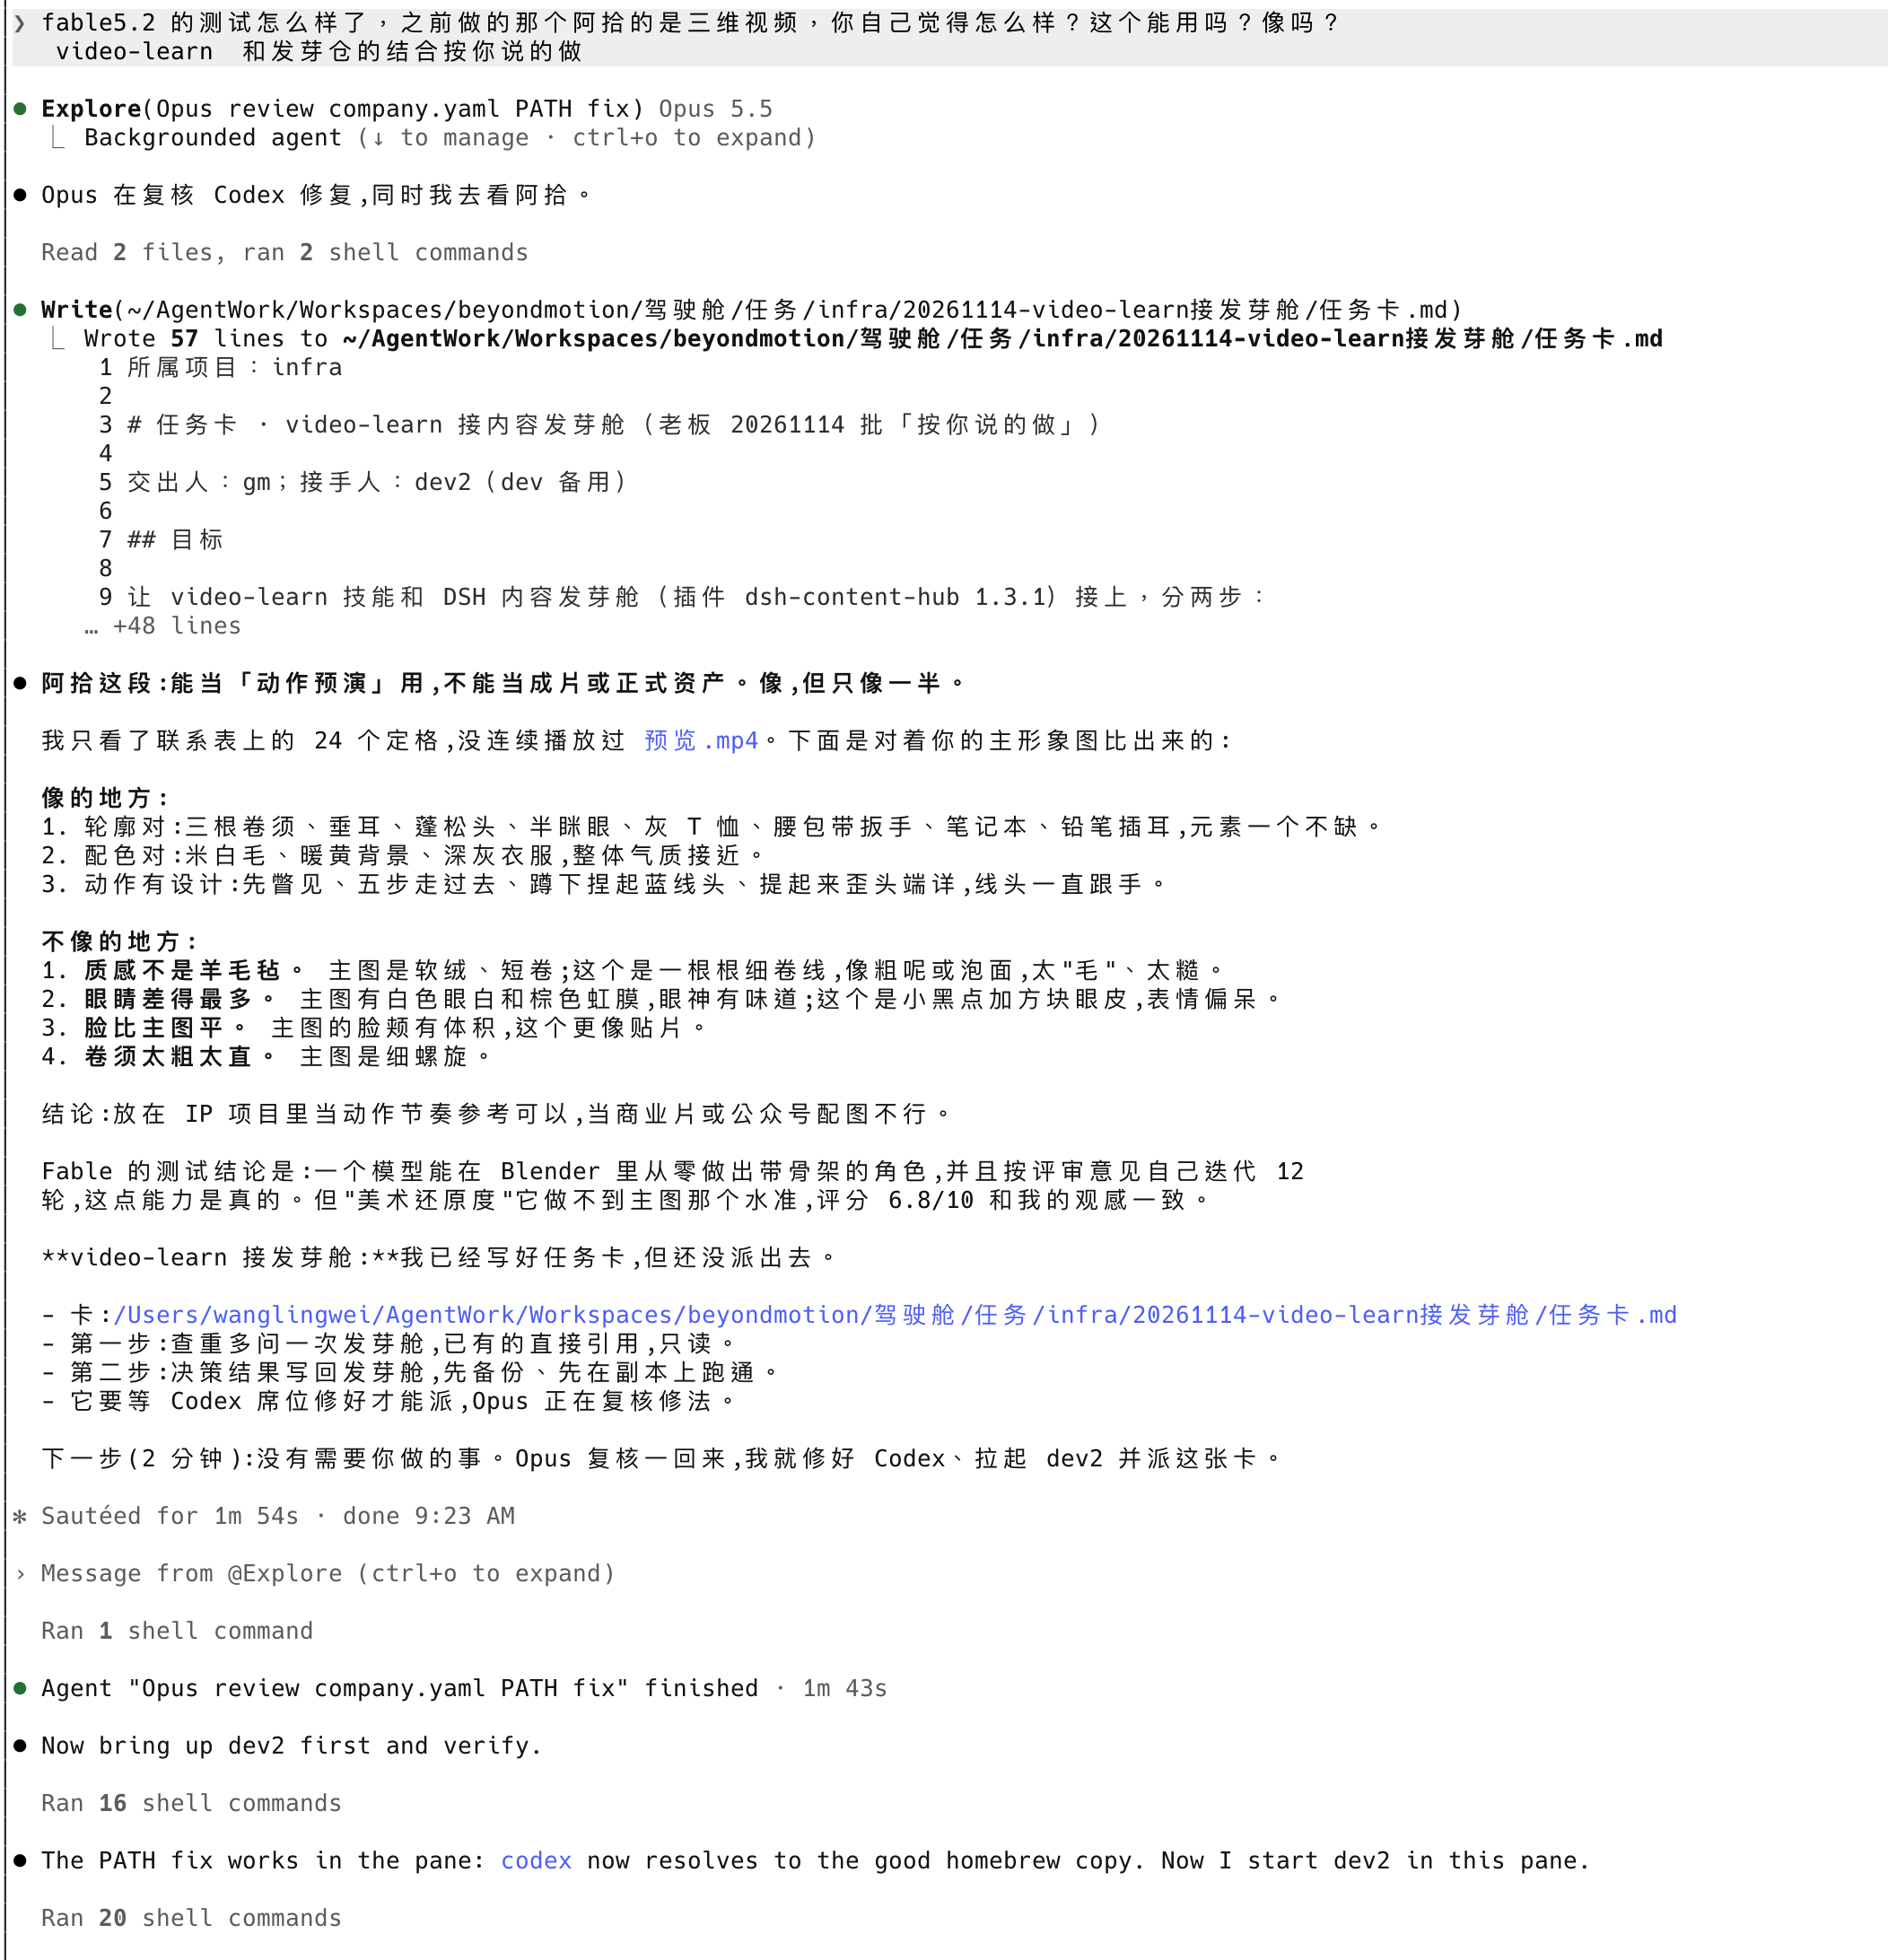 ❯ fable5.2 的测试怎么样了，之前做的那个阿拾的是三维视频，你自己觉得怎么样？这个能用吗？像吗？
video-learn  和发芽仓的结合按你说的做
● Explore(Opus review company.yaml PATH fix) Opus 5.5
⎿ Backgrounded agent (↓ to manage · ctrl+o to expand)
● Opus 在复核 Codex 修复,同时我去看阿拾。
Read 2 files, ran 2 shell commands
● Write(~/AgentWork/Workspaces/beyondmotion/驾驶舱/任务/infra/20261114-video-learn接发芽舱/任务卡.md)
⎿ Wrote 57 lines to ~/AgentWork/Workspaces/beyondmotion/驾驶舱/任务/infra/20261114-video-learn接发芽舱/任务卡.md
1 所属项目：infra
2
3 # 任务卡 · video-learn 接内容发芽舱（老板 20261114 批「按你说的做」）
4
5 交出人：gm；接手人：dev2（dev 备用）
6
7 ## 目标
8
9 让 video-learn 技能和 DSH 内容发芽舱（插件 dsh-content-hub 1.3.1）接上，分两步：
… +48 lines
● 阿拾这段:能当「动作预演」用,不能当成片或正式资产。像,但只像一半。
我只看了联系表上的 24 个定格,没连续播放过 预览.mp4。下面是对着你的主形象图比出来的:
像的地方:
1. 轮廓对:三根卷须、垂耳、蓬松头、半眯眼、灰 T 恤、腰包带扳手、笔记本、铅笔插耳,元素一个不缺。
2. 配色对:米白毛、暖黄背景、深灰衣服,整体气质接近。
3. 动作有设计:先瞥见、五步走过去、蹲下捏起蓝线头、提起来歪头端详,线头一直跟手。
不像的地方:
1. 质感不是羊毛毡。 主图是软绒、短卷;这个是一根根细卷线,像粗呢或泡面,太"毛"、太糙。
2. 眼睛差得最多。 主图有白色眼白和棕色虹膜,眼神有味道;这个是小黑点加方块眼皮,表情偏呆。
3. 脸比主图平。 主图的脸颊有体积,这个更像贴片。
4. 卷须太粗太直。 主图是细螺旋。
结论:放在 IP 项目里当动作节奏参考可以,当商业片或公众号配图不行。
Fable 的测试结论是:一个模型能在 Blender 里从零做出带骨架的角色,并且按评审意见自己迭代 12
轮,这点能力是真的。但"美术还原度"它做不到主图那个水准,评分 6.8/10 和我的观感一致。
**video-learn 接发芽舱:**我已经写好任务卡,但还没派出去。
- 卡:/Users/wanglingwei/AgentWork/Workspaces/beyondmotion/驾驶舱/任务/infra/20261114-video-learn接发芽舱/任务卡.md
- 第一步:查重多问一次发芽舱,已有的直接引用,只读。
- 第二步:决策结果写回发芽舱,先备份、先在副本上跑通。
- 它要等 Codex 席位修好才能派,Opus 正在复核修法。
下一步(2 分钟):没有需要你做的事。Opus 复核一回来,我就修好 Codex、拉起 dev2 并派这张卡。
✻ Sautéed for 1m 54s · done 9:23 AM
› Message from @Explore (ctrl+o to expand)
Ran 1 shell command
● Agent "Opus review company.yaml PATH fix" finished · 1m 43s
● Now bring up dev2 first and verify.
Ran 16 shell commands
● The PATH fix works in the pane: codex now resolves to the good homebrew copy. Now I start dev2 in this pane.
Ran 20 shell commands